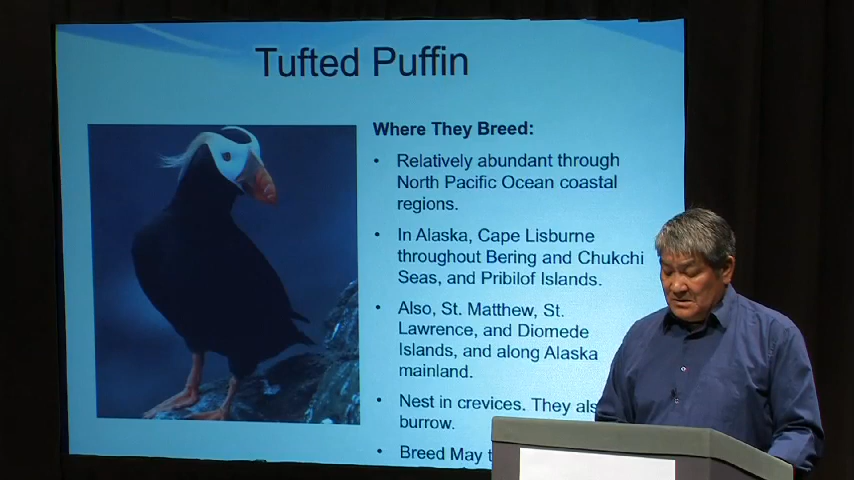 Tufted Puffin
Where They Breed:
• Relatively abundant through
North Pacific Ocean coastal
regions.
• In Alaska, Cape Lisburne
throughout Bering and Chukchi
Seas, and Pribilof Islands.
• Also, St. Matthew, St.
Lawrence, and Diomede
Islands, and along Alaska
mainland.
• Nest in crevices. They
burrow.
• Breed May